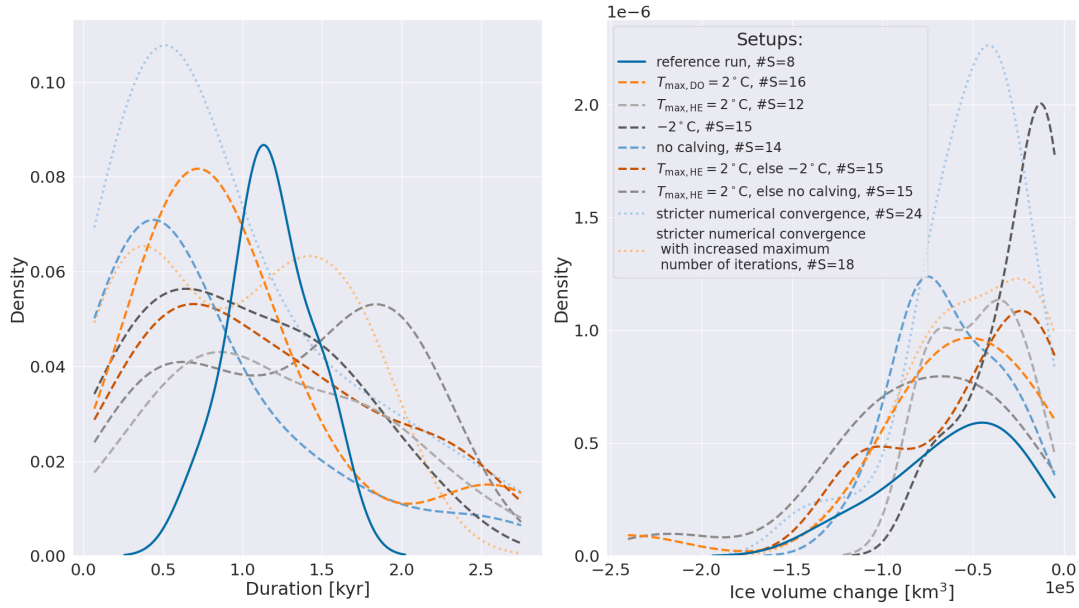 1e−6
0.10
0.08
0.06
0.04
0.02
0.00
Density
0.0
0.5
1.0
1.5
2.0
2.5
Duration [kyr]
Setups:
reference run, #S=8
T_max,DO = 2°C, #S=16
T_max,HE = 2°C, #S=12
−2°C, #S=15
no calving, #S=14
T_max,HE = 2°C, else −2°C, #S=15
T_max,HE = 2°C, else no calving, #S=15
stricter numerical convergence, #S=24
stricter numerical convergence
with increased maximum
number of iterations, #S=18
2.0
1.5
1.0
0.5
0.0
Density
−2.5
−2.0
−1.5
−1.0
−0.5
0.0
1e5
Ice volume change [km³]